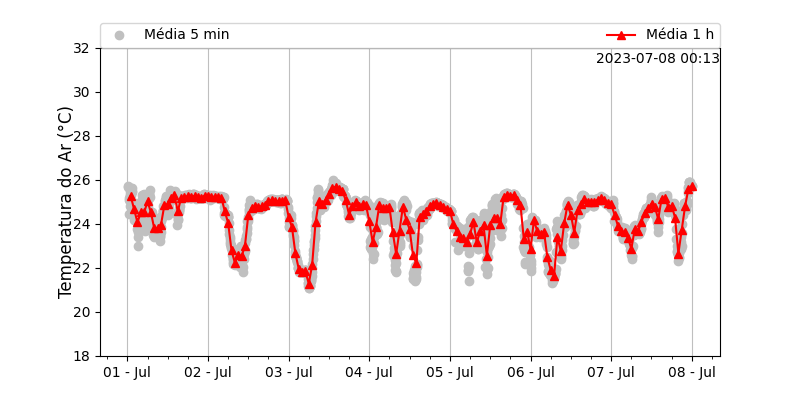 Média 5 min
Média 1 h
2023-07-08 00:13
Temperatura do Ar (°C)
32
30
28
26
24
22
20
18
01 - Jul
02 - Jul
03 - Jul
04 - Jul
05 - Jul
06 - Jul
07 - Jul
08 - Jul